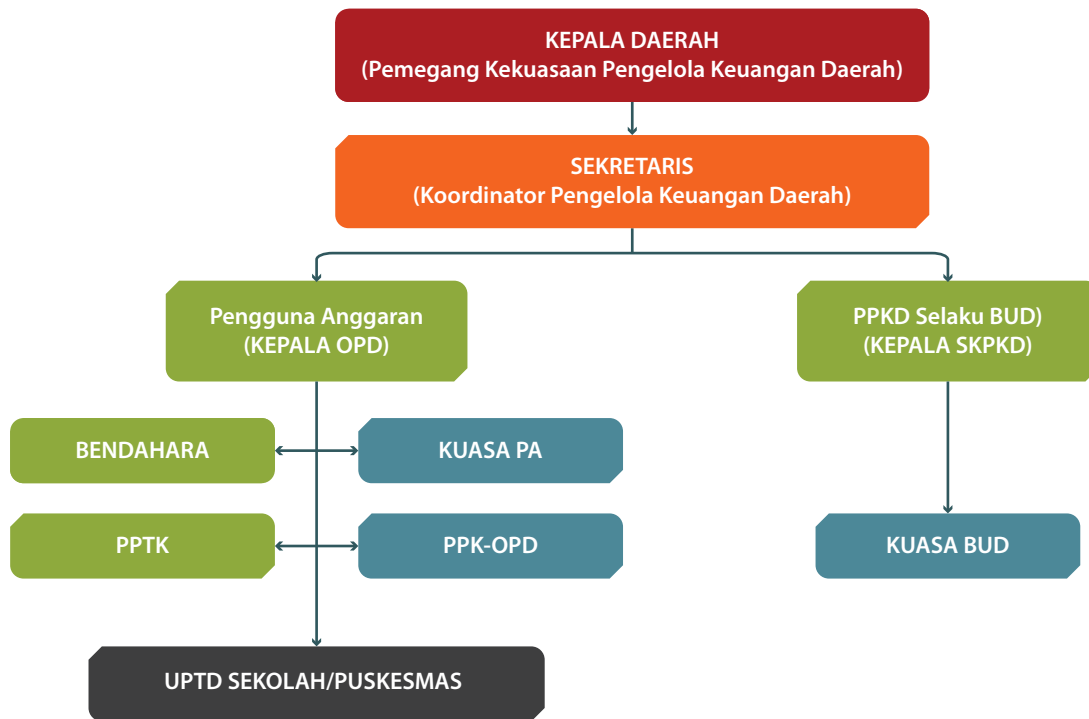 KEPALA DAERAH
(Pemegang Kekuasaan Pengelola Keuangan Daerah)
SEKRETARIS
(Koordinator Pengelola Keuangan Daerah)
Pengguna Anggaran
(KEPALA OPD)
PPKD Selaku BUD)
(KEPALA SKPKD)
BENDAHARA
KUASA PA
PPTK
PPK-OPD
KUASA BUD
UPTD SEKOLAH/PUSKESMAS